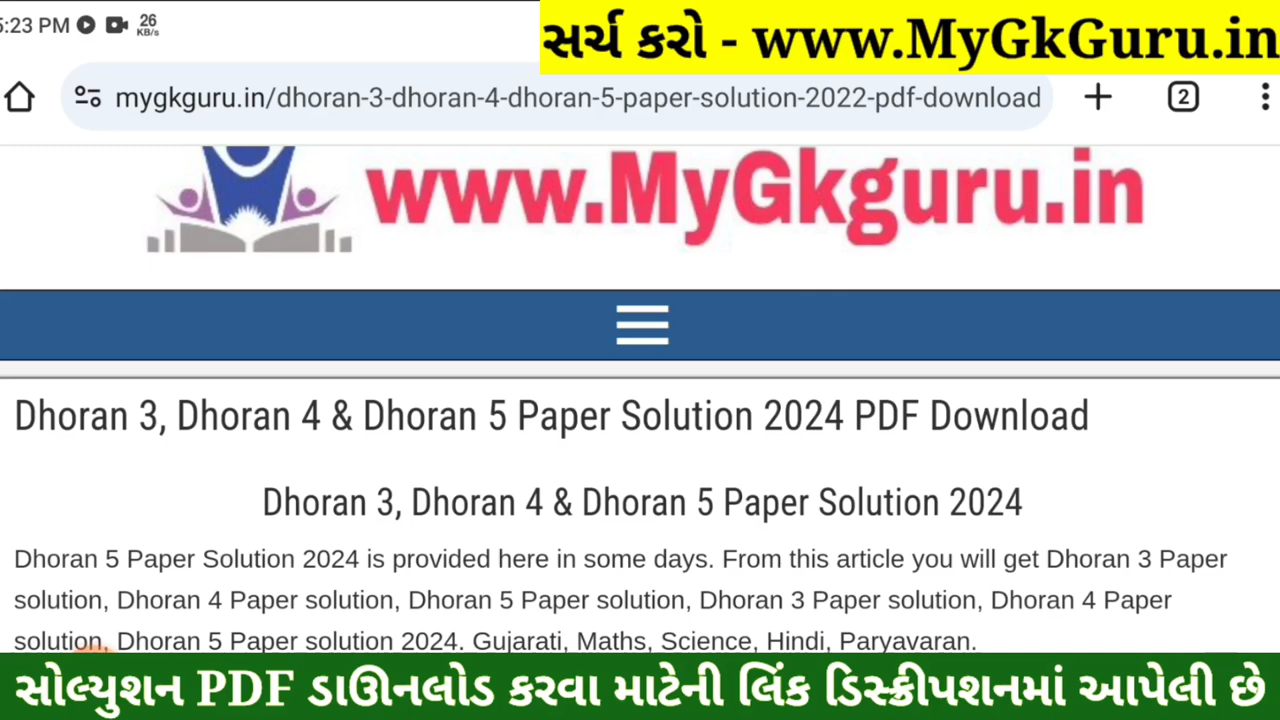 5:23 PM 26 KB/s
સર્ચ કરો - www.MyGkGuru.in
mygkguru.in/dhoran-3-dhoran-4-dhoran-5-paper-solution-2022-pdf-download
2
www.MyGkguru.in
Dhoran 3, Dhoran 4 & Dhoran 5 Paper Solution 2024 PDF Download
Dhoran 3, Dhoran 4 & Dhoran 5 Paper Solution 2024
Dhoran 5 Paper Solution 2024 is provided here in some days. From this article you will get Dhoran 3 Paper
solution, Dhoran 4 Paper solution, Dhoran 5 Paper solution, Dhoran 3 Paper solution, Dhoran 4 Paper
solution, Dhoran 5 Paper solution 2024. Gujarati, Maths, Science, Hindi, Paryavaran.
સોલ્યુશન PDF ડાઊનલોડ કરવા માટેની લિંક ડિસ્ક્રીપશનમાં આપેલી છે